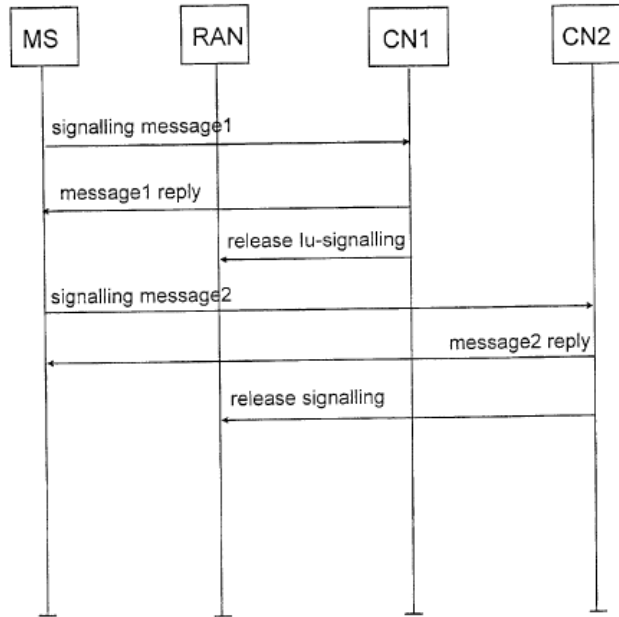 MS
RAN
CN1
CN2
signalling message1
message1 reply
release Iu-signalling
signalling message2
message2 reply
release signalling